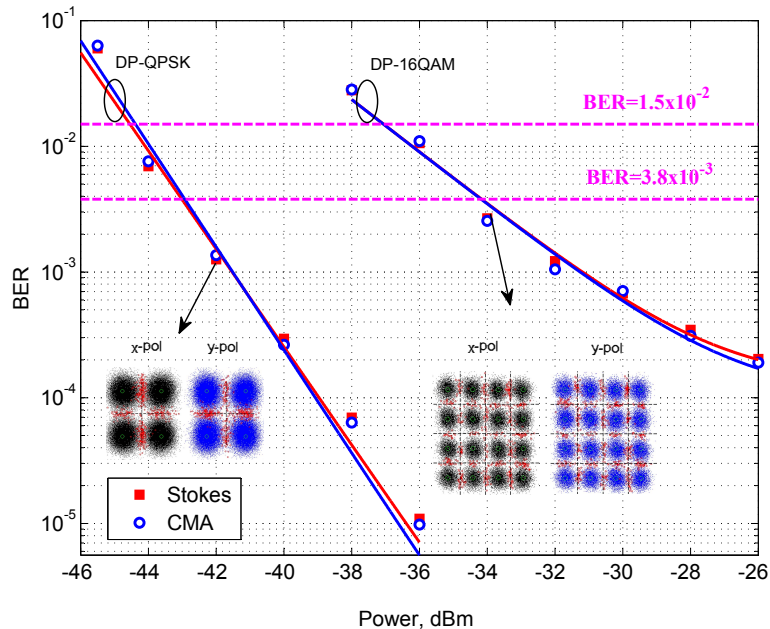 10^-1
DP-QPSK
DP-16QAM
BER=1.5x10^-2
10^-2
BER=3.8x10^-3
10^-3
BER
x-pol
y-pol
x-pol
y-pol
10^-4
Stokes
CMA
10^-5
-46 -44 -42 -40 -38 -36 -34 -32 -30 -28 -26
Power, dBm